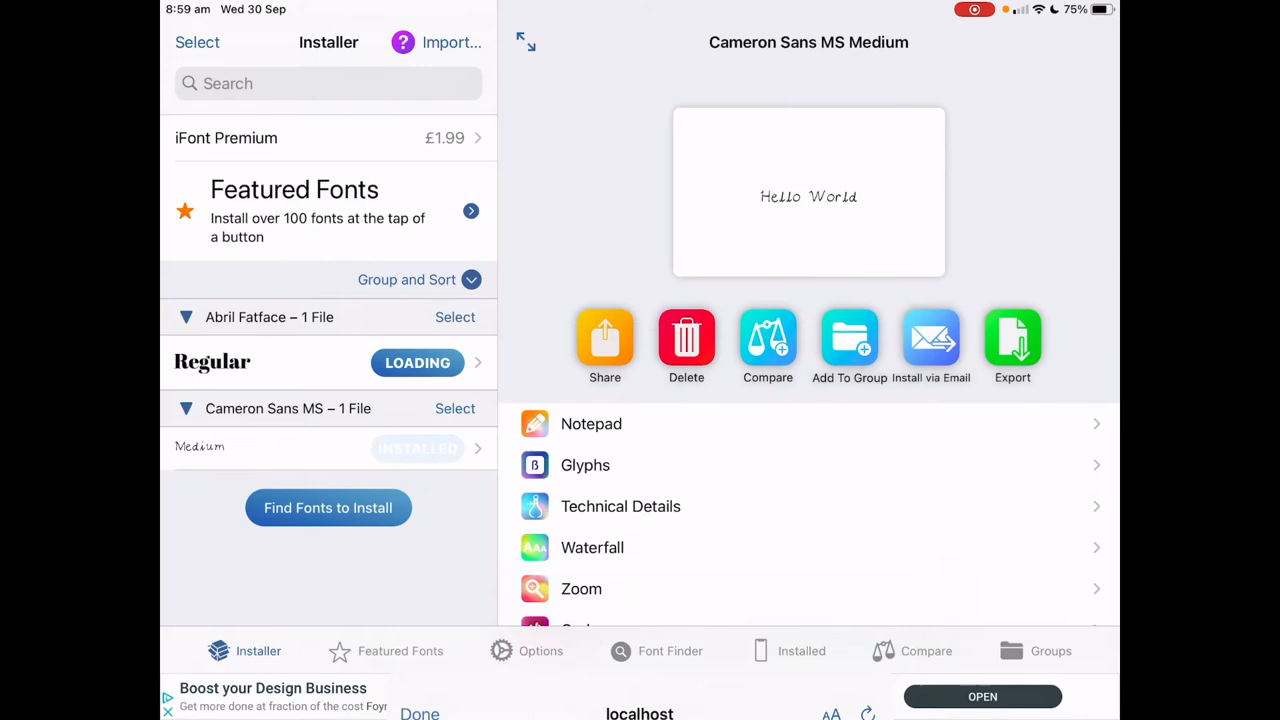 8:59 am Wed 30 Sep
75%
Select
Installer
?
Import...
Search
iFont Premium
£1.99
Featured Fonts
Install over 100 fonts at the tap of
a button
Group and Sort
Abril Fatface – 1 File
Select
Regular
LOADING
Cameron Sans MS – 1 File
Select
Medium
INSTALLED
Find Fonts to Install
Cameron Sans MS Medium
Hello World
Share
Delete
Compare
Add To Group
Install via Email
Export
Notepad
ß
Glyphs
Technical Details
AAA
Waterfall
Zoom
Installer
Featured Fonts
Options
Font Finder
Installed
Compare
Groups
Boost your Design Business
Get more done at fraction of the cost Foyr
OPEN
Done
localhost
AA